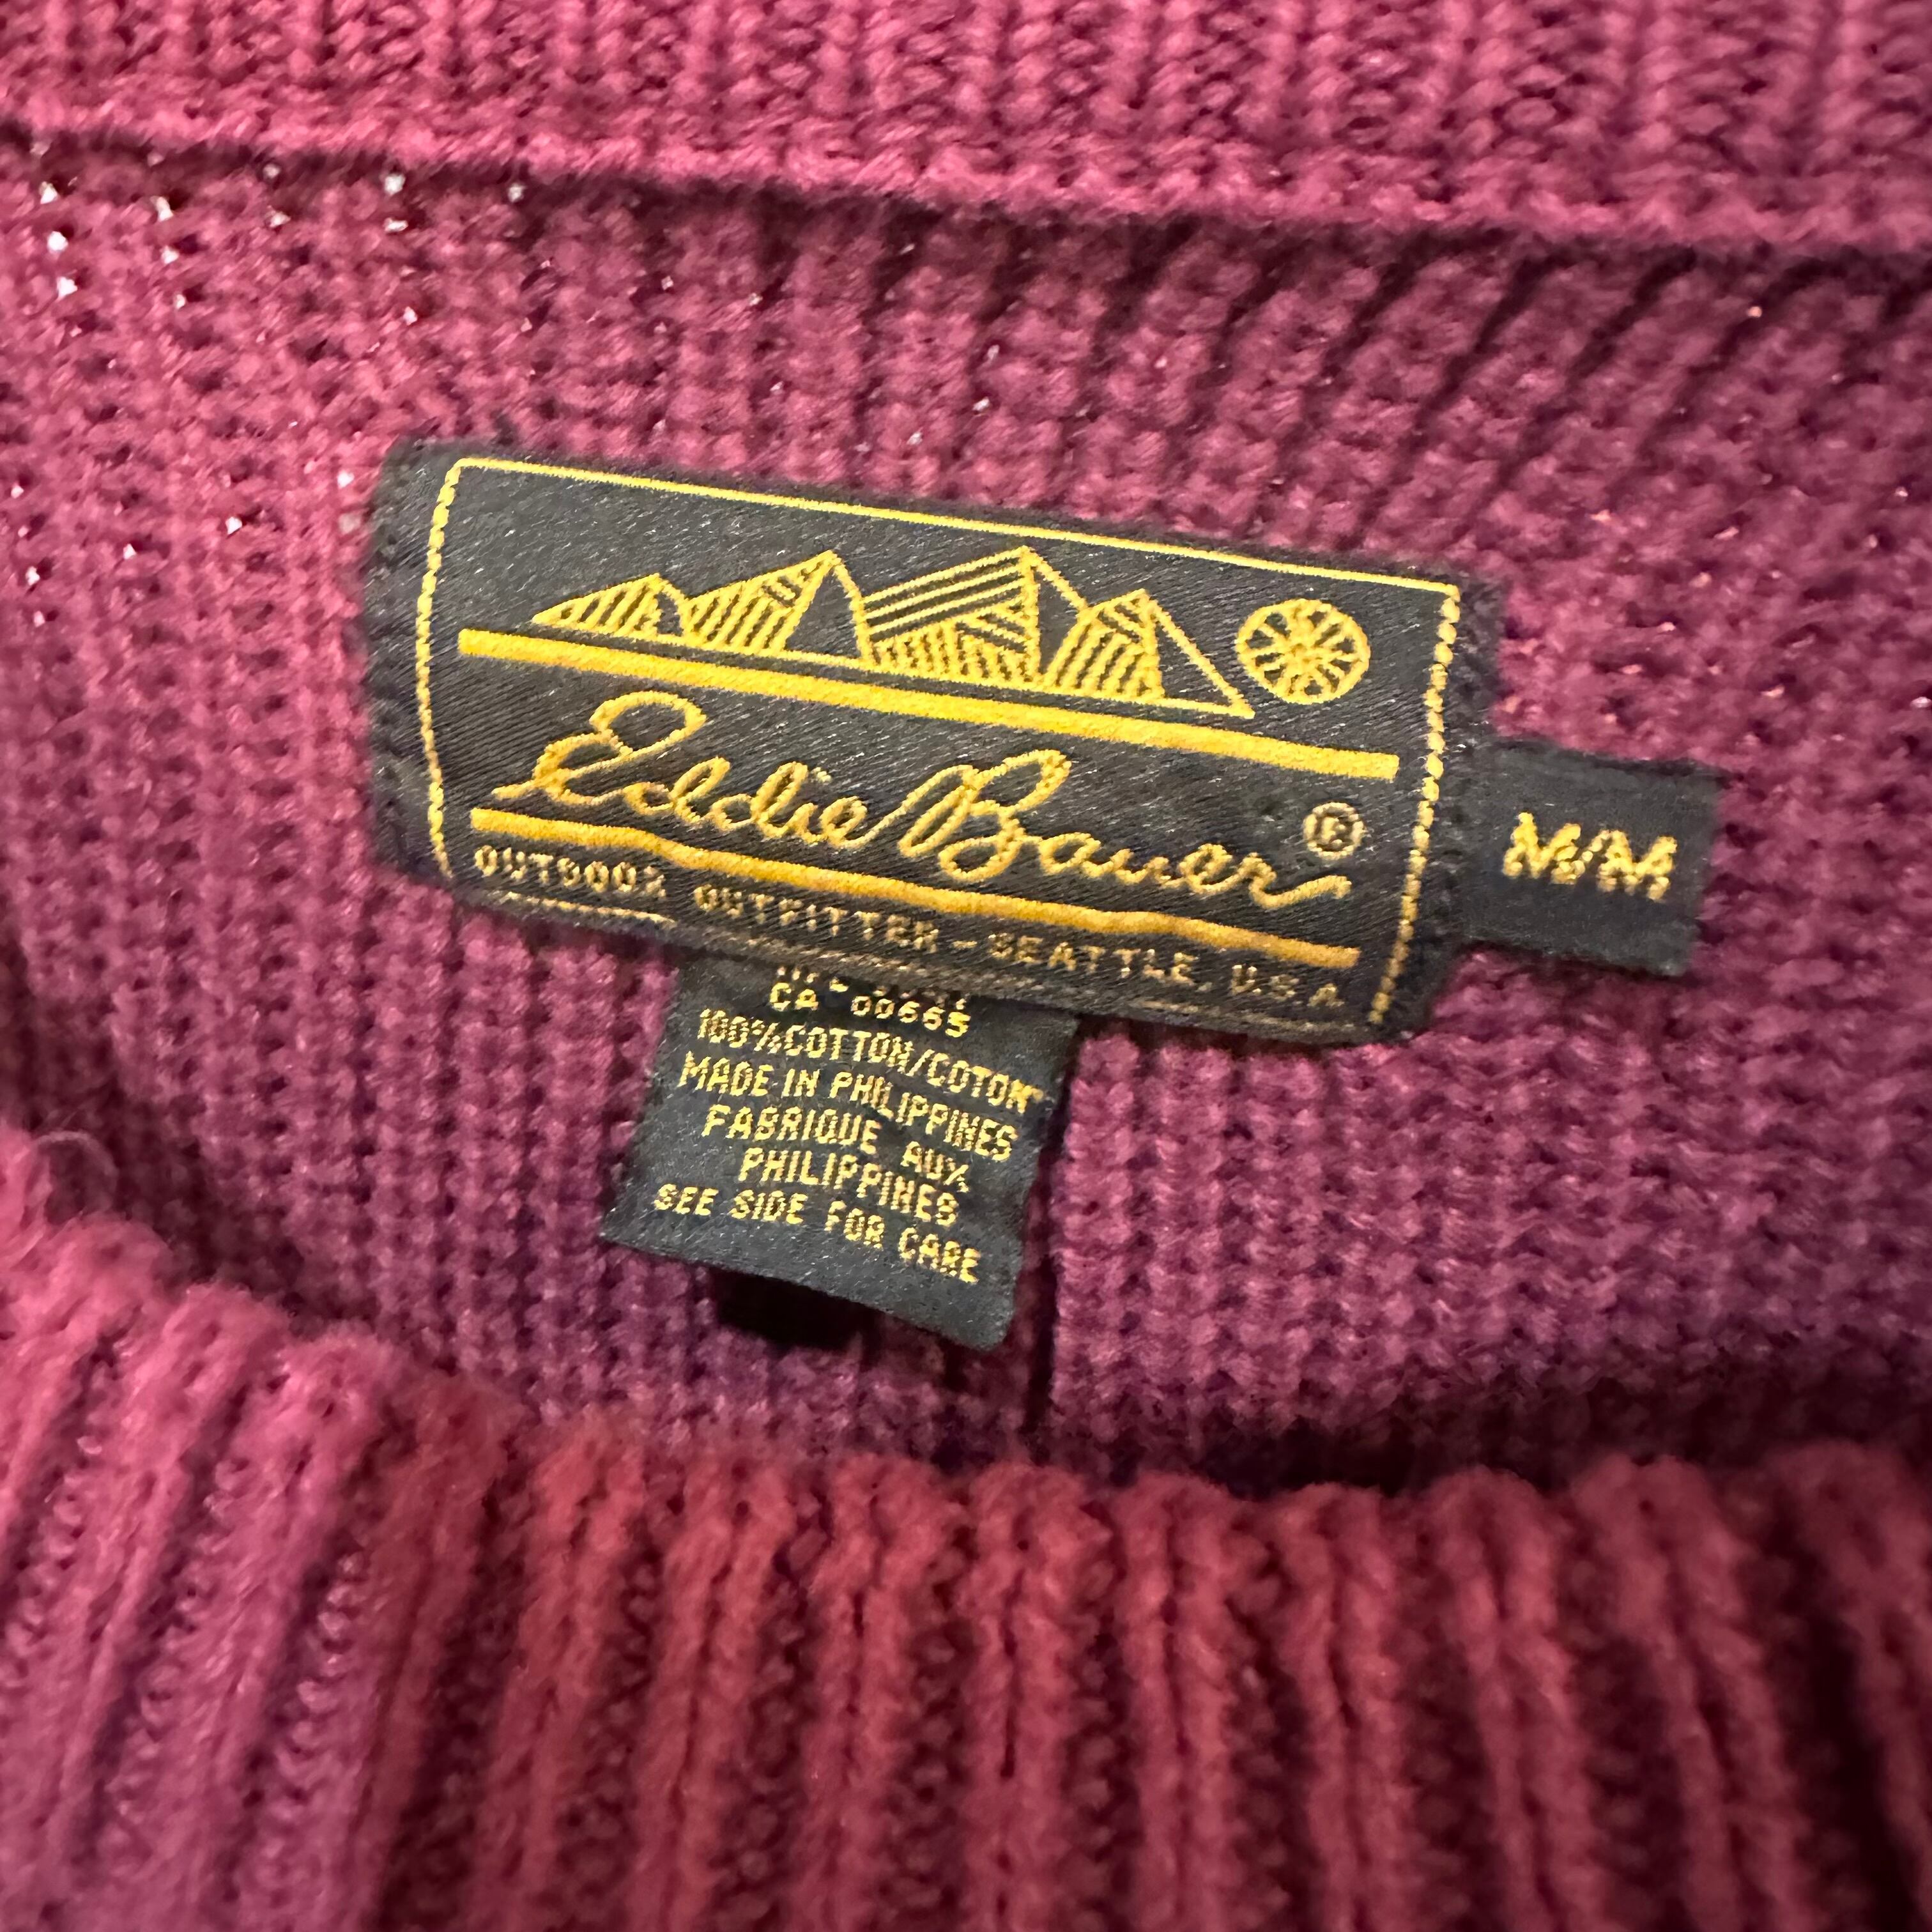 Eddie Bauer ®
OUTDOOR OUTFITTER - SEATTLE, U.S.A
M/M
CA 00665
100%COTTON/COTON
MADE IN PHILIPPINES
FABRIQUE AUX
PHILIPPINES
SEE SIDE FOR CARE